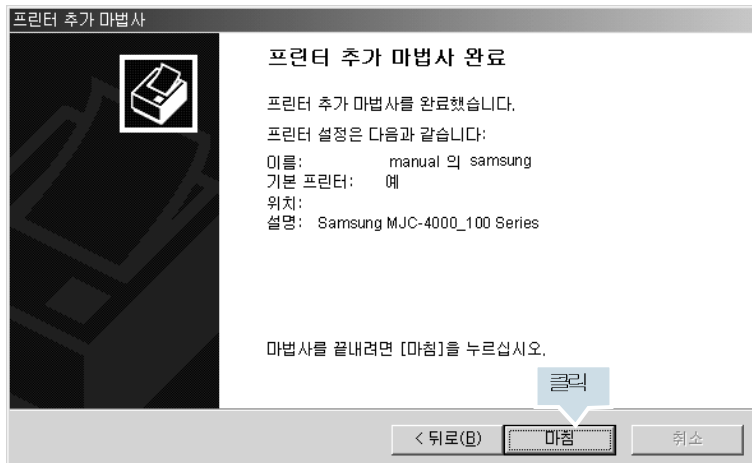 프린터 추가 마법사
프린터 추가 마법사 완료
프린터 추가 마법사를 완료했습니다.
프린터 설정은 다음과 같습니다:
이름: manual 의 samsung
기본 프린터: 예
위치:
설명: Samsung MJC-4000_100 Series
마법사를 끝내려면 [마침]을 누르십시오.
클릭
< 뒤로(B) 마침 취소